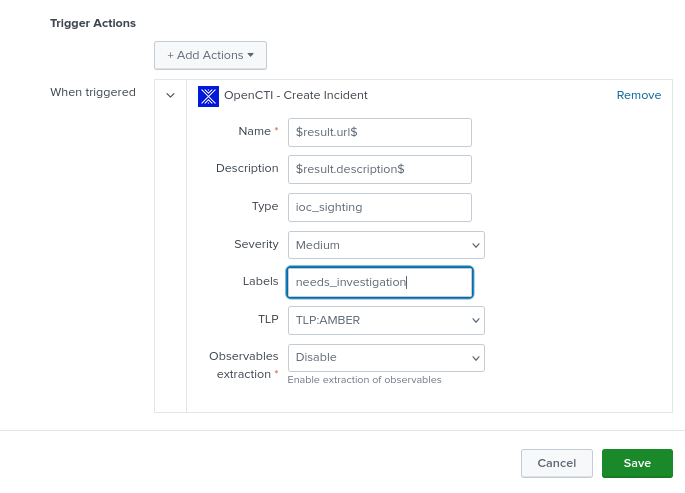 Trigger Actions
+ Add Actions
When triggered
OpenCTI - Create Incident
Remove
Name *
$result.url$
Description
$result.description$
Type
ioc_sighting
Severity
Medium
Labels
needs_investigation
TLP
TLP:AMBER
Observables
extraction *
Disable
Enable extraction of observables
Cancel
Save